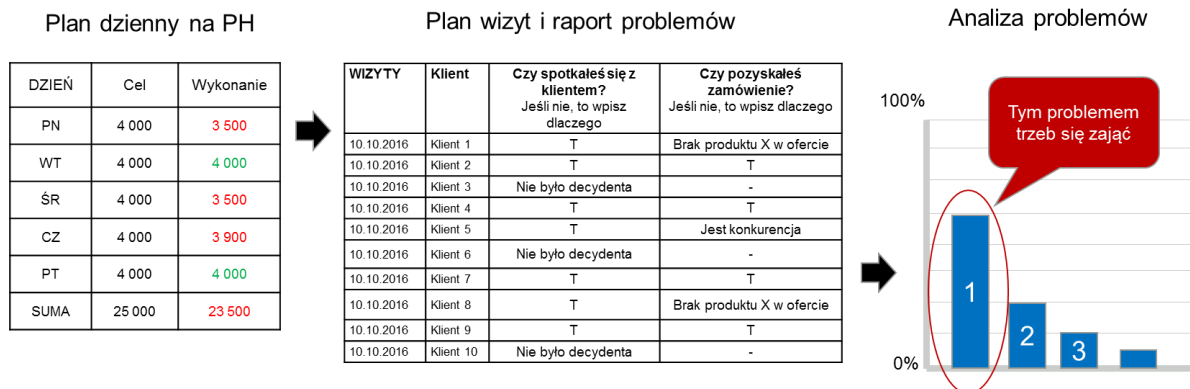 Plan dzienny na PH
DZIEŃ Cel Wykonanie
PN 4 000 3 500
WT 4 000 4 000
ŚR 4 000 3 500
CZ 4 000 3 900
PT 4 000 4 000
SUMA 25 000 23 500
Plan wizyt i raport problemów
WIZYTY Klient Czy spotkałeś się z Czy pozyskałeś
klientem? zamówienie?
Jeśli nie, to wpisz Jeśli nie, to wpisz dlaczego
dlaczego
10.10.2016 Klient 1 T Brak produktu X w ofercie
10.10.2016 Klient 2 T T
10.10.2016 Klient 3 Nie było decydenta -
10.10.2016 Klient 4 T T
10.10.2016 Klient 5 T Jest konkurencja
10.10.2016 Klient 6 Nie było decydenta -
10.10.2016 Klient 7 T T
10.10.2016 Klient 8 T Brak produktu X w ofercie
10.10.2016 Klient 9 T T
10.10.2016 Klient 10 Nie było decydenta -
Analiza problemów
100%
Tym problemem
trzeb się zająć
1
2
3
0%